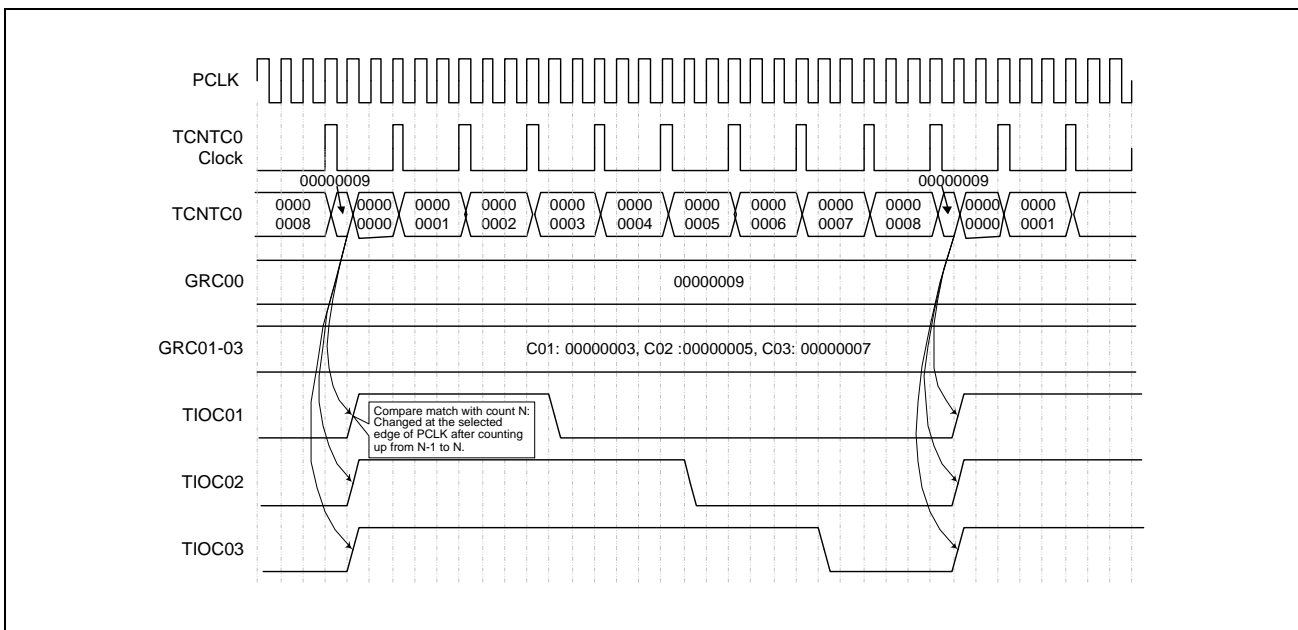 PCLK
TCNTC0
Clock
00000009
00000009
TCNTC0
0000 0000 0000 0000 0000 0000 0000 0000 0000 0000 0000 0000
0008 0000 0001 0002 0003 0004 0005 0006 0007 0008 0000 0001
GRC00
00000009
GRC01-03
C01: 00000003, C02 :00000005, C03: 00000007
TIOC01
Compare match with count N:
Changed at the selected
edge of PCLK after counting
up from N-1 to N.
TIOC02
TIOC03